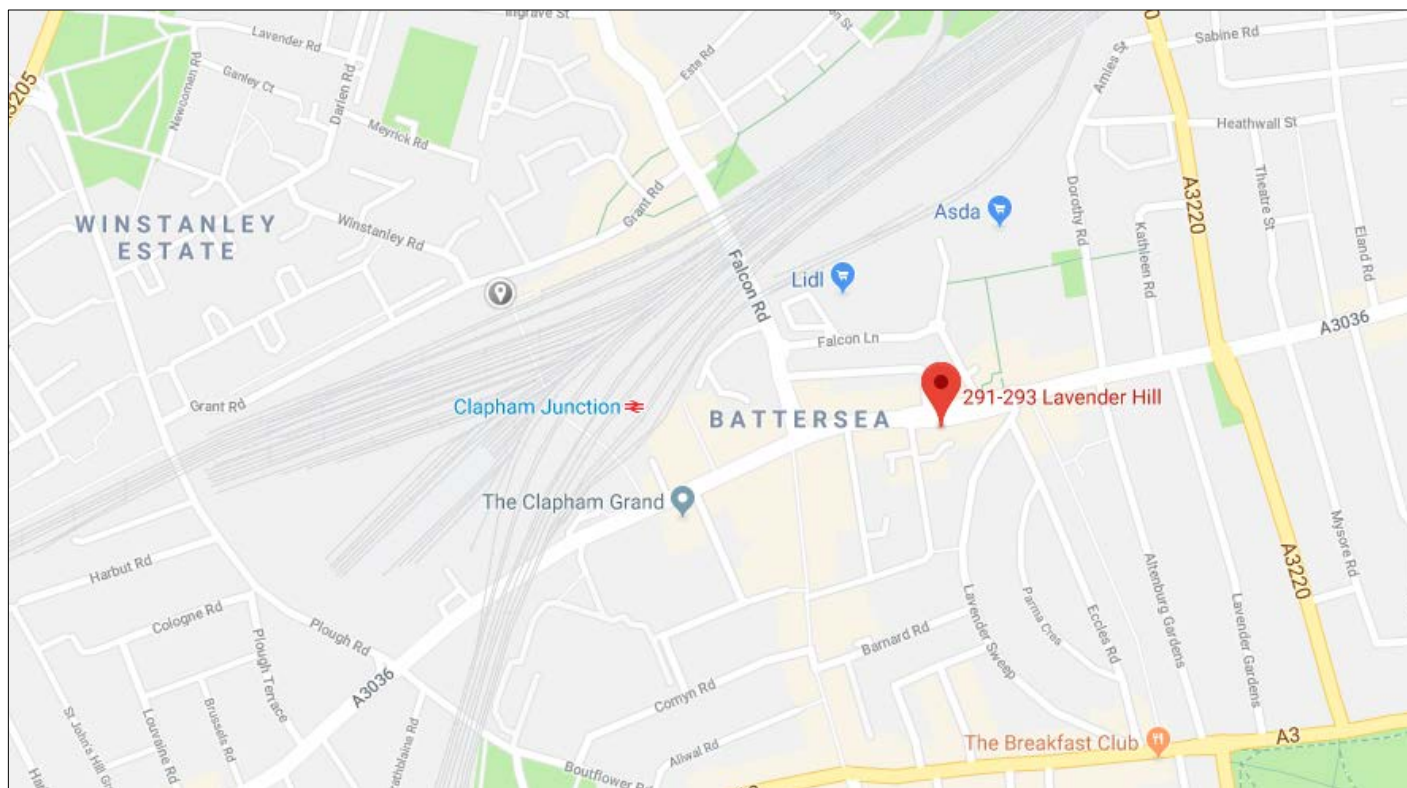 Ingrave St
Lavender Rd
Sabine Rd
Este Rd
Amies St
A3205
Newcomen Rd
Ganley Ct
Darien Rd
Meyrick Rd
Heathwall St
Theatre St
Dorothy Rd
A3220
Kathleen Rd
Eland Rd
Grant Rd
Asda
WINSTANLEY
ESTATE
Winstanley Rd
Falcon Rd
Lidl
A3036
Falcon Ln
Grant Rd
Clapham Junction
291-293 Lavender Hill
BATTERSEA
The Clapham Grand
Mysore Rd
A3220
Harbut Rd
Cologne Rd
Plough Rd
Plough Terrace
Barnard Rd
Lavender Sweep
Parma Cres
Eccles Rd
Altenburg Gardens
Lavender Gardens
A3036
Comyn Rd
St John's Hill Gr
Louvaine Rd
Brussels Rd
Aliwal Rd
The Breakfast Club
A3
Boutflower Rd